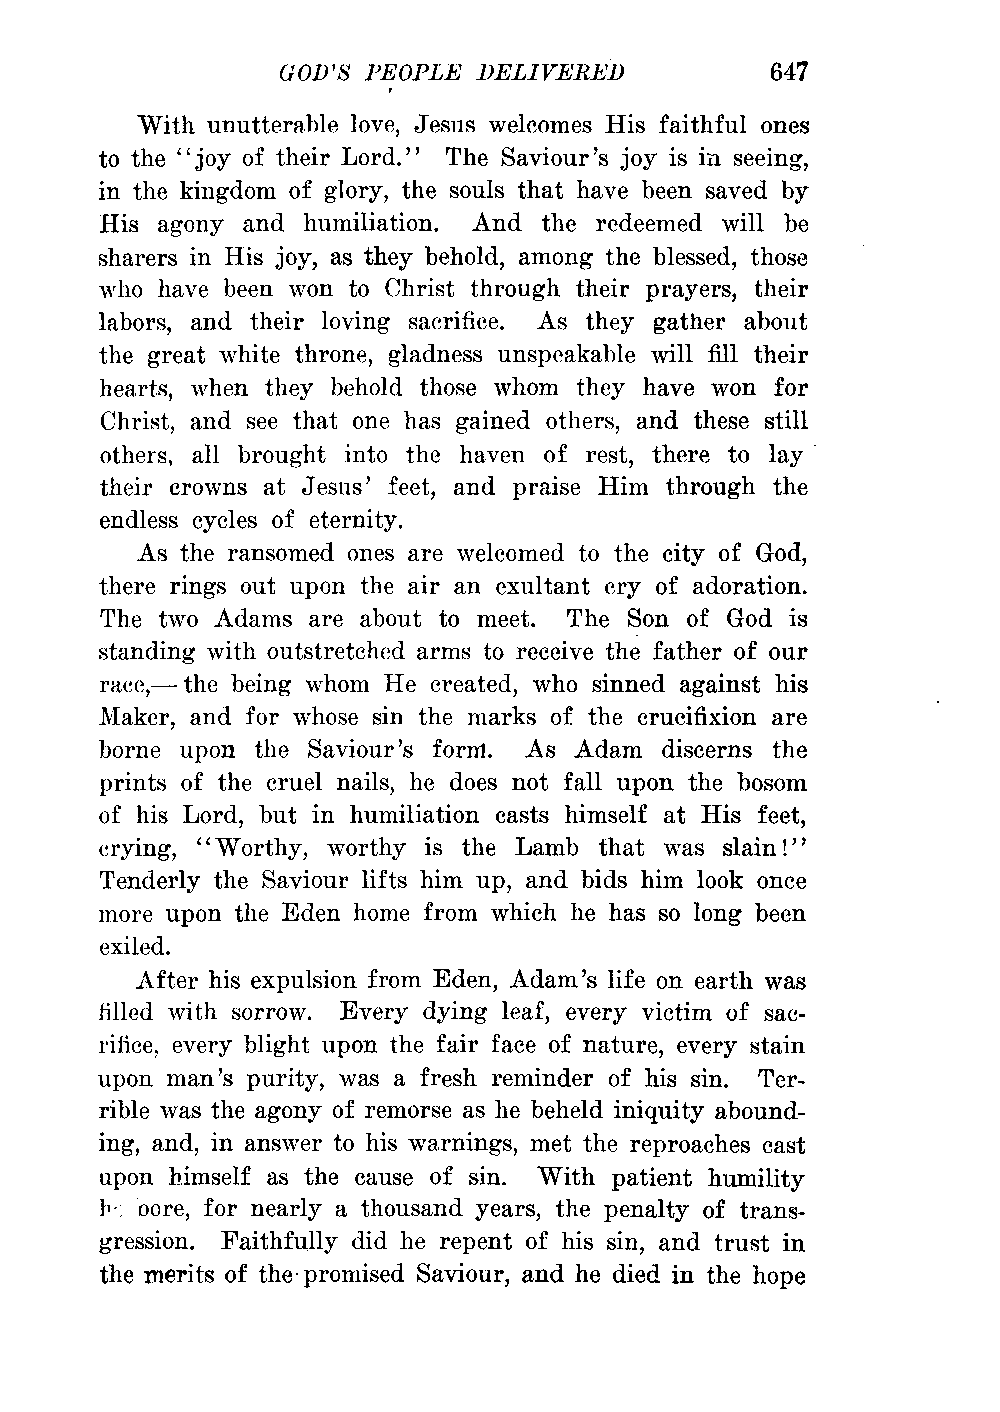 GOD'S PEOPLE DELIVERED 647
With unutterable love, Jesus welcomes His faithful ones
to the "joy of their Lord." The Saviour's joy is in seeing,
in the kingdom of glory, the souls that have been saved by
His agony and humiliation. And the redeemed will be
sharers in His joy, as they behold, among the blessed, those
who have been won to Christ through their prayers, their
labors, and their loving sacrifice. As they gather about
the great white throne, gladness unspeakable will fill their
hearts, when they behold those whom they have won for
Christ, and see that one has gained others, and these still
others, all brought into the haven of rest, there to lay
their crowns at Jesus' feet, and praise Him through the
endless cycles of eternity.
As the ransomed ones are welcomed to the city of God,
there rings out upon the air an exultant cry of adoration.
The two Adams are about to meet. The Son of God is
standing with outstretched arms to receive the father of our
race,— the being whom He created, who sinned against his
Maker, and for whose sin the marks of the crucifixion are
borne upon the Saviour's form. As Adam discerns the
prints of the cruel nails, he does not fall upon the bosom
of his Lord, but in humiliation casts himself at His feet,
crying, "Worthy, worthy is the Lamb that was slain!"
Tenderly the Saviour lifts him up, and bids him look once
more upon the Eden home from which he has so long been
exiled.
After his expulsion from Eden, Adam's life on earth was
filled with sorrow. Every dying leaf, every victim of sac-
rifice, every blight upon the fair face of nature, every stain
upon man's purity, was a fresh reminder of his sin. Ter-
rible was the agony of remorse as he beheld iniquity abound-
ing, and, in answer to his warnings, met the reproaches cast
upon himself as the cause of sin. With patient humility
bore, for nearly a thousand years, the penalty of trans-
gression. Faithfully did he repent of his sin, and trust in
the merits of the promised Saviour, and he died in the hope